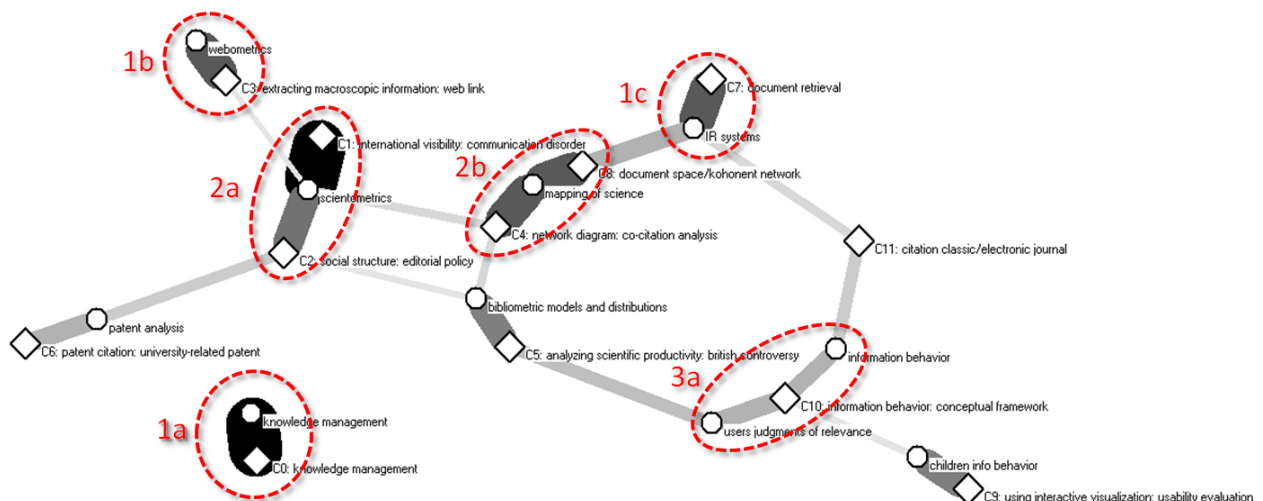 webometrics
1b
C3: extracting macroscopic information: web link
1c
C7: document retrieval
IR systems
C1: international visibility: communication disorder
2b
C8: document space/kohonent network
2a
mapping of science
scientometrics
C4: network diagram: co-citation analysis
C11: citation classic/electronic journal
C2: social structure: editorial policy
bibliometric models and distributions
patent analysis
C6: patent citation: university-related patent
C5: analyzing scientific productivity: british controversy
information behavior
3a
C10: information behavior: conceptual framework
1a
knowledge management
users judgments of relevance
C0: knowledge management
children info behavior
C9: using interactive visualization: usability evaluation